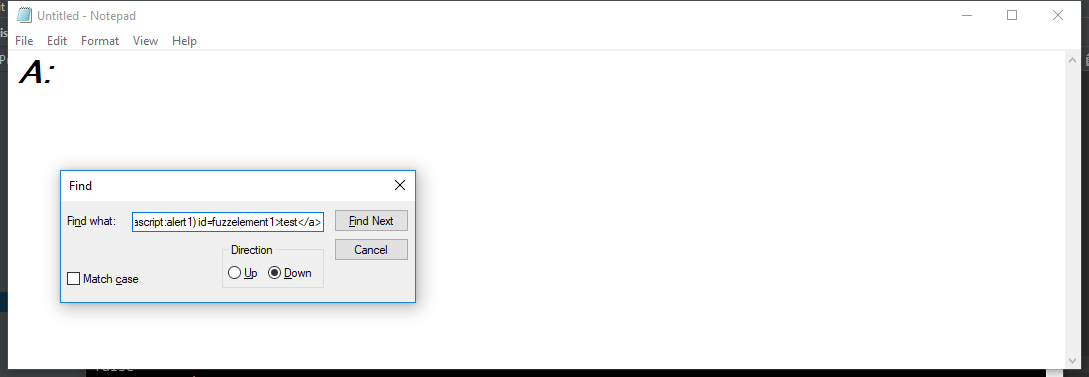 Untitled - Notepad
File Edit Format View Help
A:
Find
Find what: ascript:alert1) id=fuzzelement1>test</a> Find Next
Cancel
Direction
Up Down
Match case